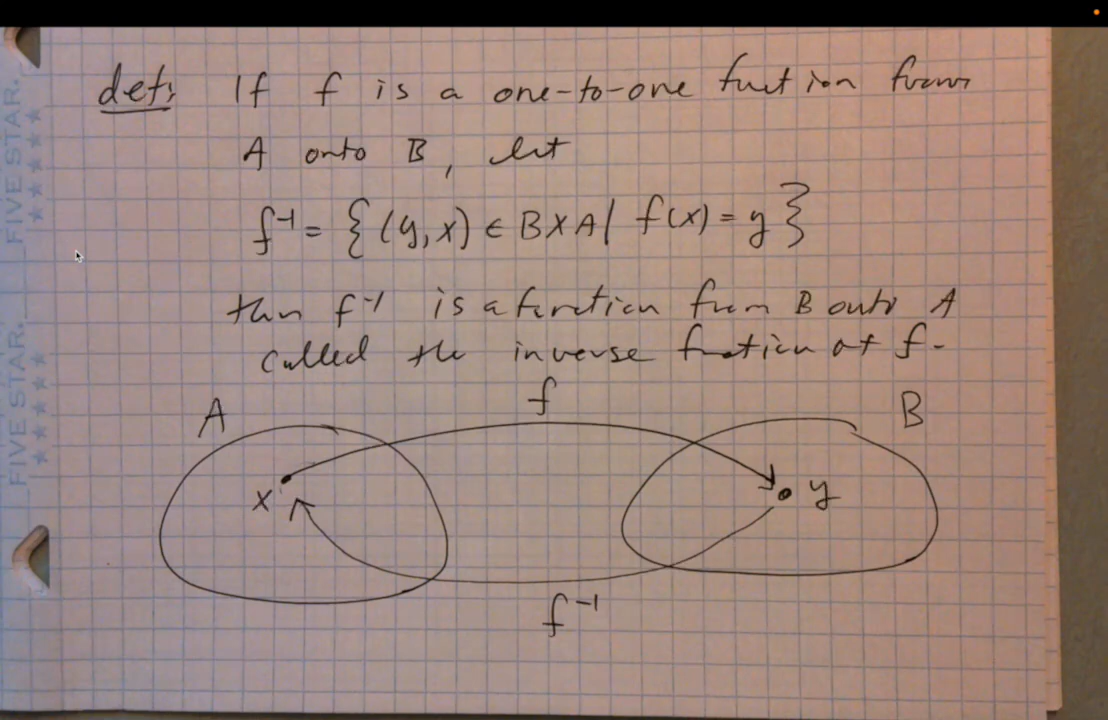 def: If f is a one-to-one function from
A onto B, let
f⁻¹ = { (y,x) ∈ B X A | f(x) = y }
then f⁻¹ is a function from B onto A
called the inverse function of f.
f
A
B
x
y
f⁻¹
FIVE STAR.
FIVE STAR.